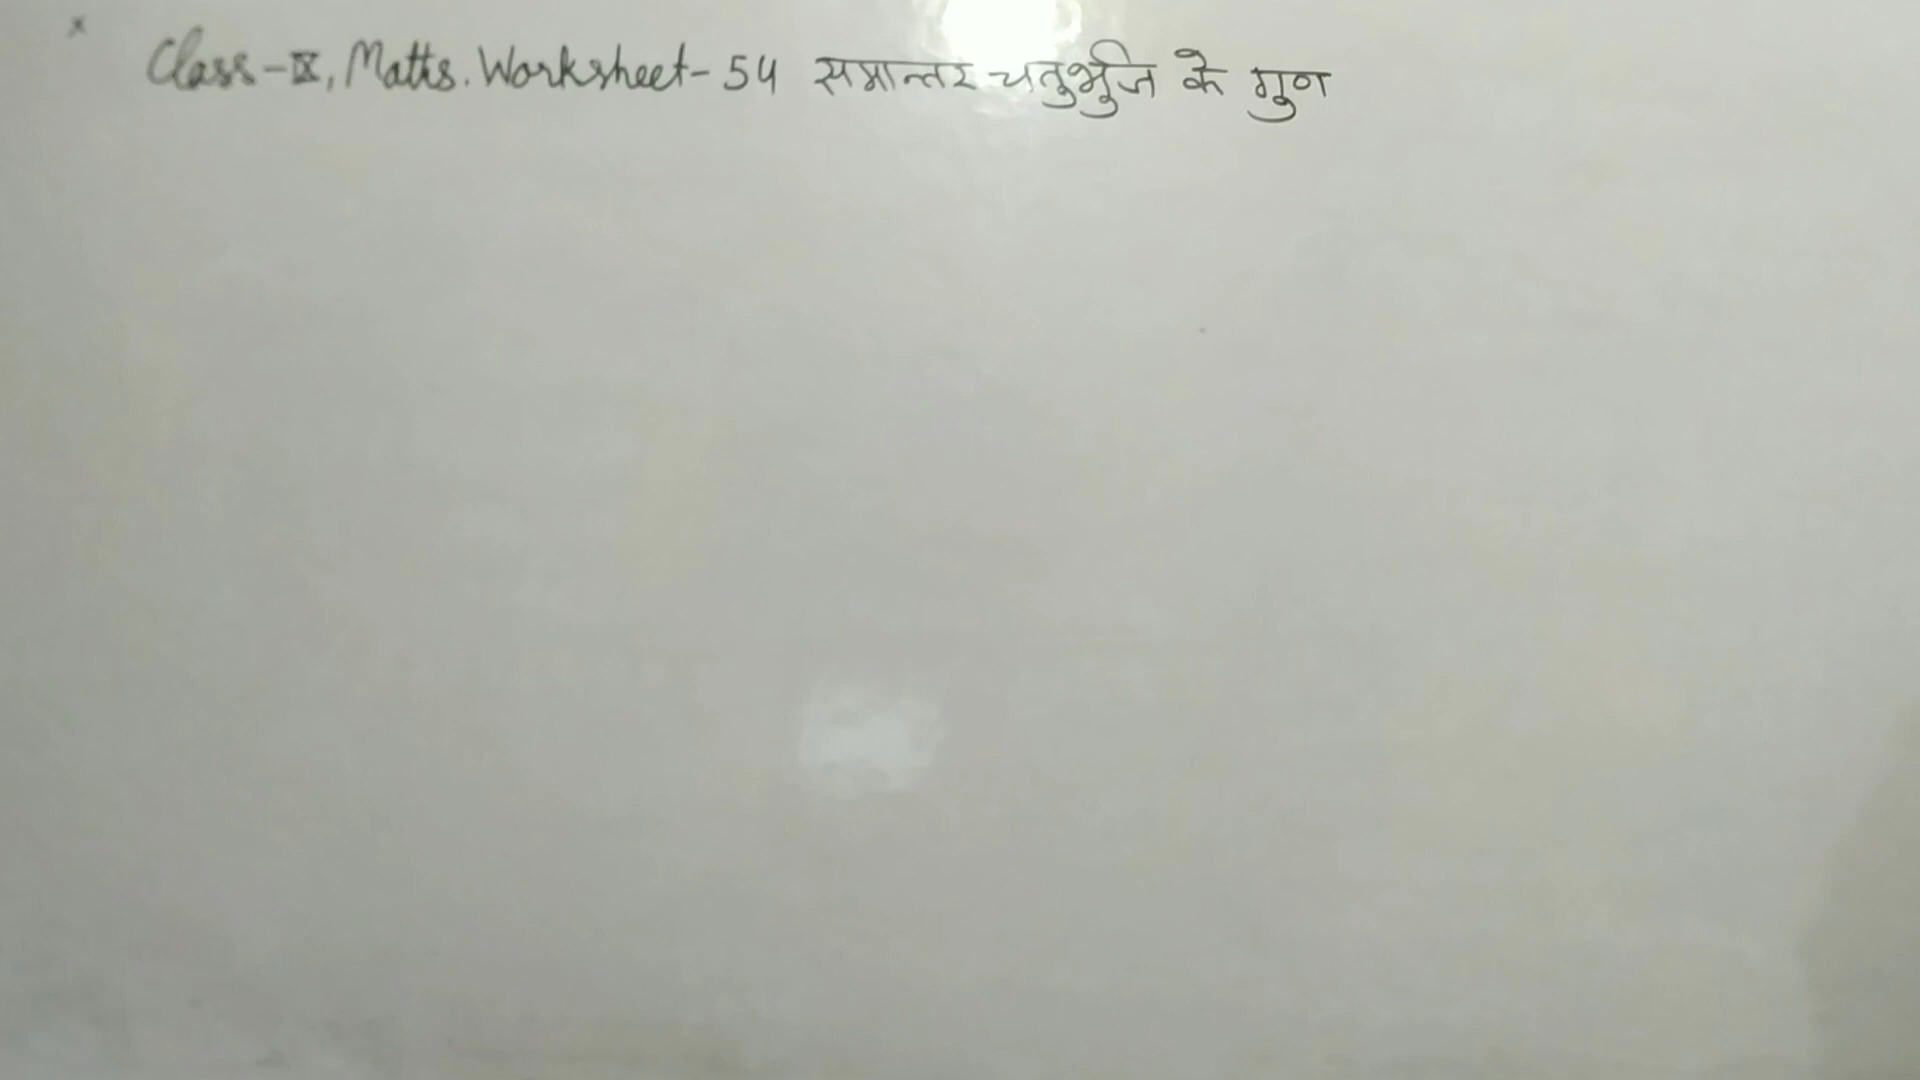 Class-IX, Maths. Worksheet-54 समान्तर चतुर्भुज के गुण